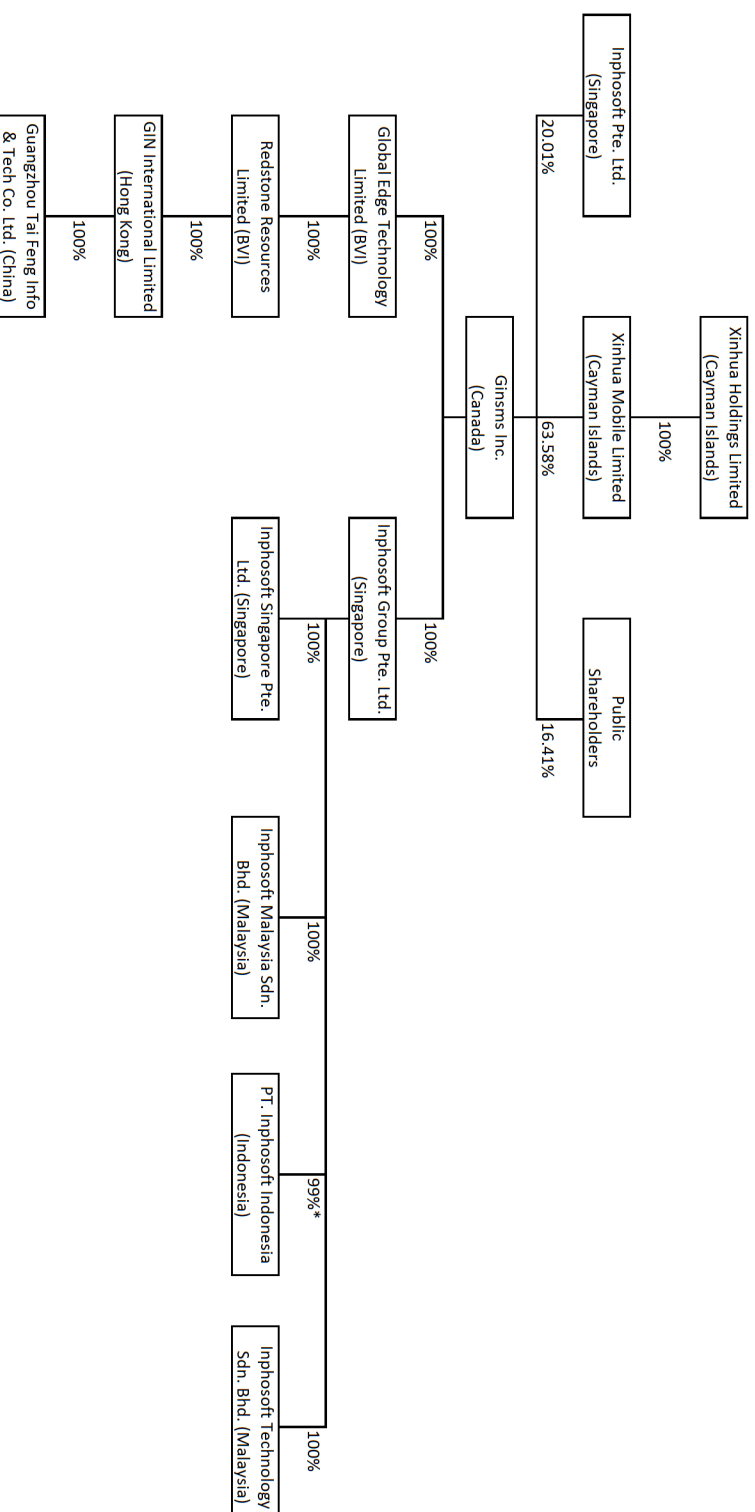 Xinhua Holdings Limited
(Cayman Islands)
100%
Inphosoft Pte. Ltd.
(Singapore)
Xinhua Mobile Limited
(Cayman Islands)
Public
Shareholders
20.01%
63.58%
16.41%
Ginsms Inc.
(Canada)
100%
100%
Global Edge Technology
Limited (BVI)
Inphosoft Group Pte. Ltd.
(Singapore)
100%
100%
100%
99%*
100%
Redstone Resources
Limited (BVI)
Inphosoft Singapore Pte.
Ltd. (Singapore)
Inphosoft Malaysia Sdn.
Bhd. (Malaysia)
PT. Inphosoft Indonesia
(Indonesia)
Inphosoft Technology
Sdn. Bhd. (Malaysia)
100%
GIN International Limited
(Hong Kong)
100%
Guangzhou Tai Feng Info
& Tech Co. Ltd. (China)